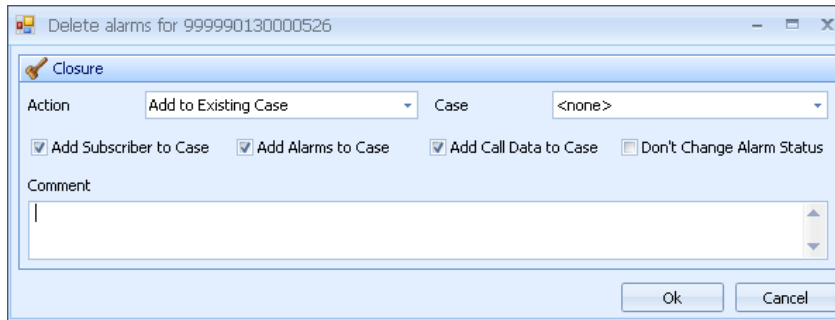 Delete alarms for 999990130000526
Closure
Action Add to Existing Case Case <none>
Add Subscriber to Case Add Alarms to Case Add Call Data to Case Don't Change Alarm Status
Comment
Ok Cancel